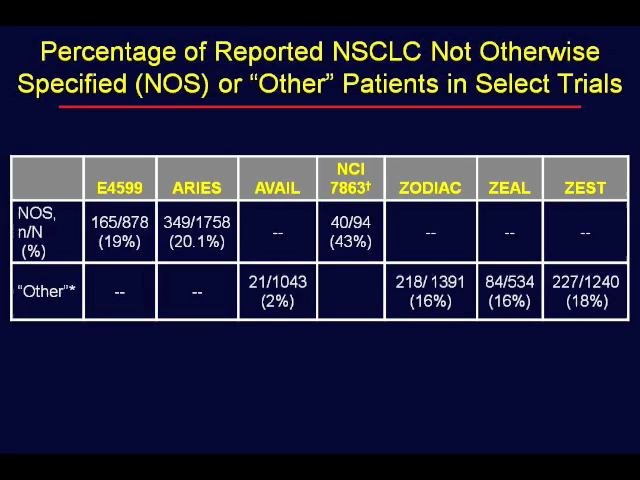 Percentage of Reported NSCLC Not Otherwise
Specified (NOS) or “Other” Patients in Select Trials
E4599 ARIES AVAIL NCI 7863† ZODIAC ZEAL ZEST
NOS, n/N (%) 165/878 (19%) 349/1758 (20.1%) -- 40/94 (43%) -- -- --
“Other”* -- -- 21/1043 (2%) 218/ 1391 (16%) 84/534 (16%) 227/1240 (18%)